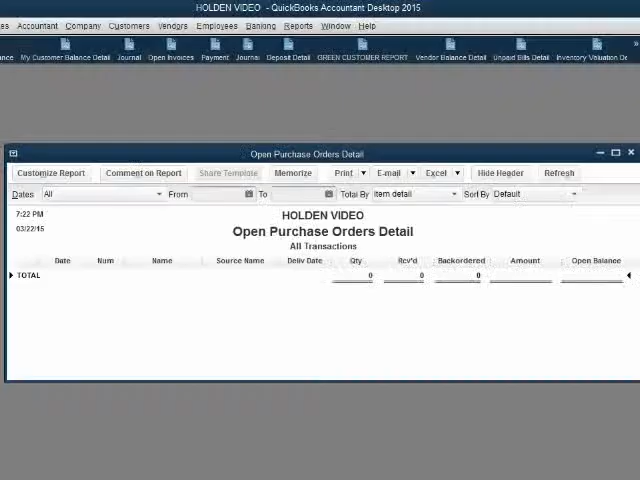 HOLDEN VIDEO - QuickBooks Accountant Desktop 2015
es Accountant Company Customers Vendors Employees Banking Reports Window Help
ance My Customer Balance Detail Journal Open Invoices Payment Journal Deposit Detail GREEN CUSTOMER REPORT Vendor Balance Detail Unpaid Bills Detail Inventory Valuation De »
Open Purchase Orders Detail
Customize Report Comment on Report Share Template Memorize Print E-mail Excel Hide Header Refresh
Dates All From To Total By Item detail Sort By Default
7:22 PM HOLDEN VIDEO
03/22/15 Open Purchase Orders Detail
All Transactions
Date Num Name Source Name Deliv Date Qty Rcv'd Backordered Amount Open Balance
TOTAL 0 0 0